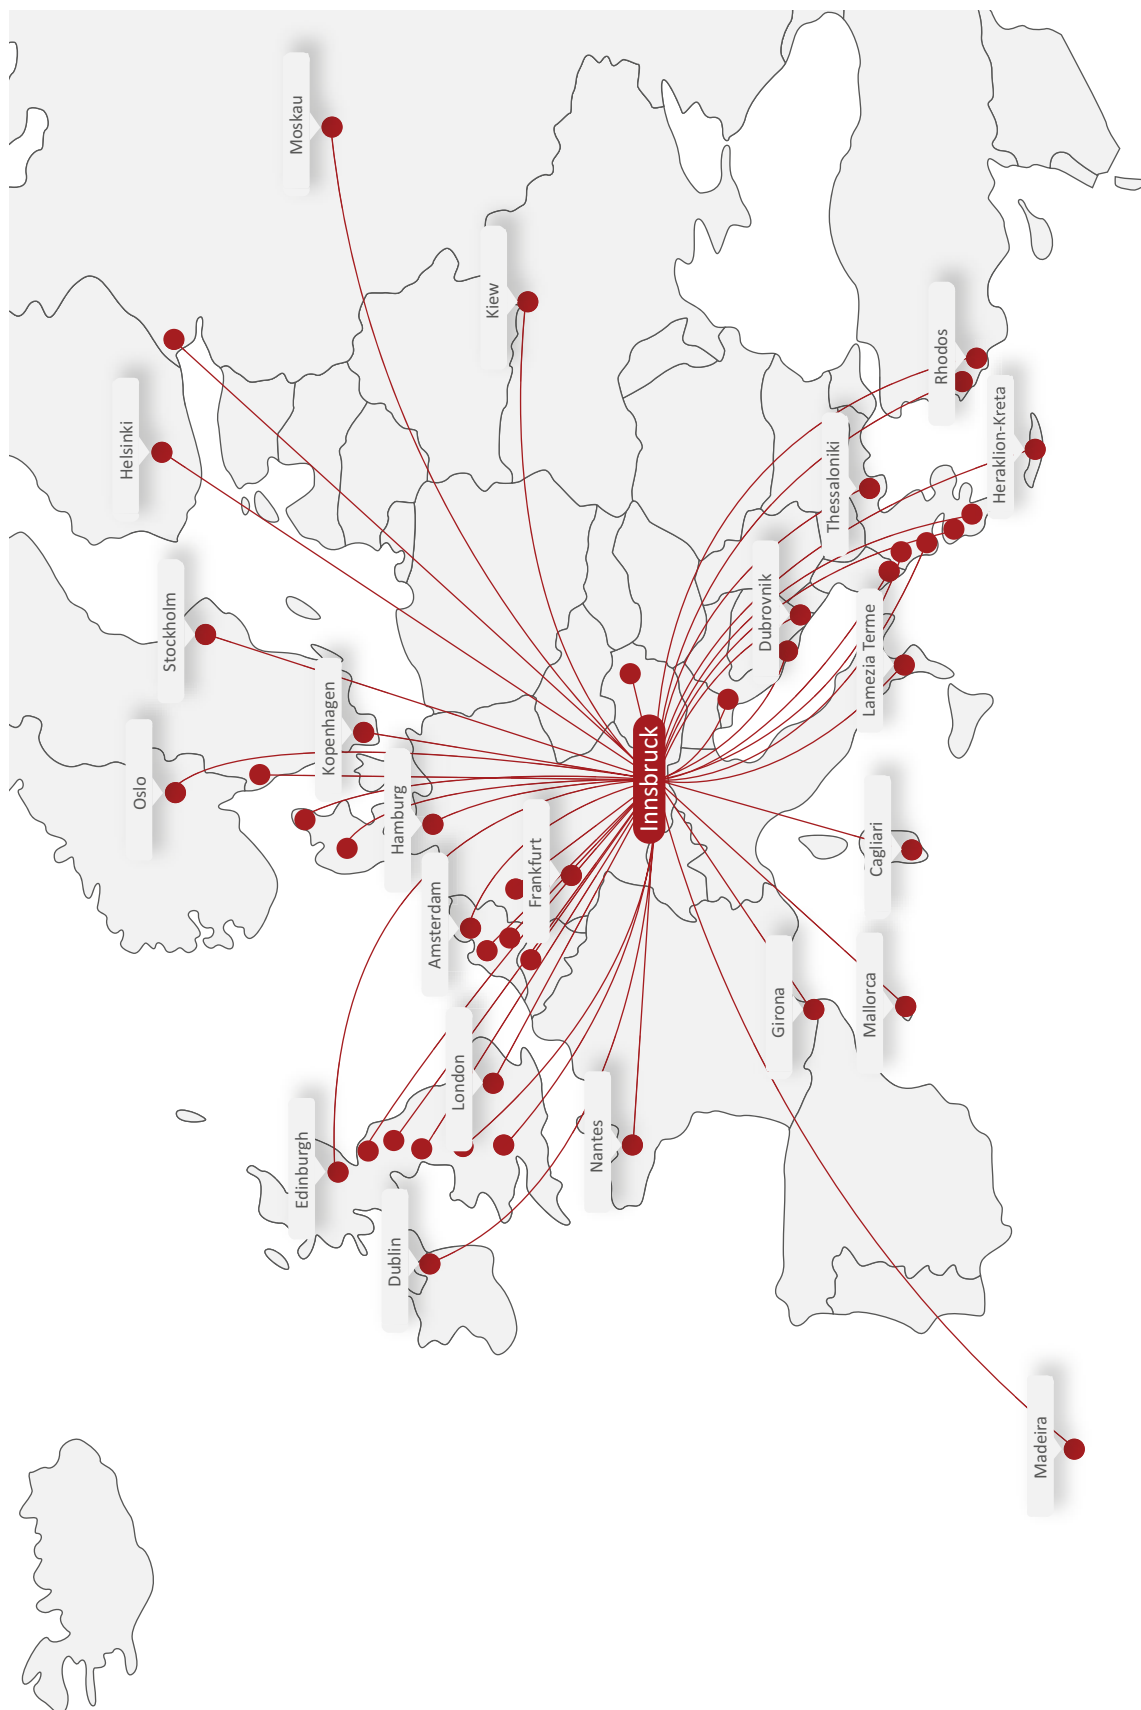 Moskau
Helsinki
Kiew
Stockholm
Oslo
Kopenhagen
Hamburg
Amsterdam
Frankfurt
London
Edinburgh
Dublin
Nantes
Innsbruck
Rhodos
Heraklion-Kreta
Thessaloniki
Dubrovnik
Lamezia Terme
Cagliari
Mallorca
Girona
Madeira